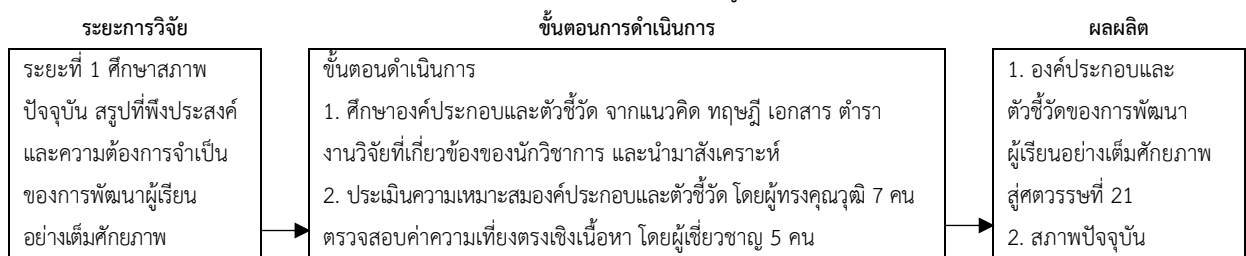 ระยะการวิจัย
ขั้นตอนการดำเนินการ
ผลผลิต
ระยะที่ 1 ศึกษาสภาพ
ปัจจุบัน สรูปที่พึงประสงค์
และความต้องการจำเป็น
ของการพัฒนาผู้เรียน
อย่างเต็มศักยภาพ
ขั้นตอนดำเนินการ
1. ศึกษาองค์ประกอบและตัวชี้วัด จากแนวคิด ทฤษฎี เอกสาร ตำรา
งานวิจัยที่เกี่ยวข้องของนักวิชาการ และนำมาสังเคราะห์
2. ประเมินความเหมาะสมองค์ประกอบและตัวชี้วัด โดยผู้ทรงคุณวุฒิ 7 คน
ตรวจสอบค่าความเที่ยงตรงเชิงเนื้อหา โดยผู้เชี่ยวชาญ 5 คน
1. องค์ประกอบและ
ตัวชี้วัดของการพัฒนา
ผู้เรียนอย่างเต็มศักยภาพ
สู่ศตวรรษที่ 21
2. สภาพปัจจุบัน